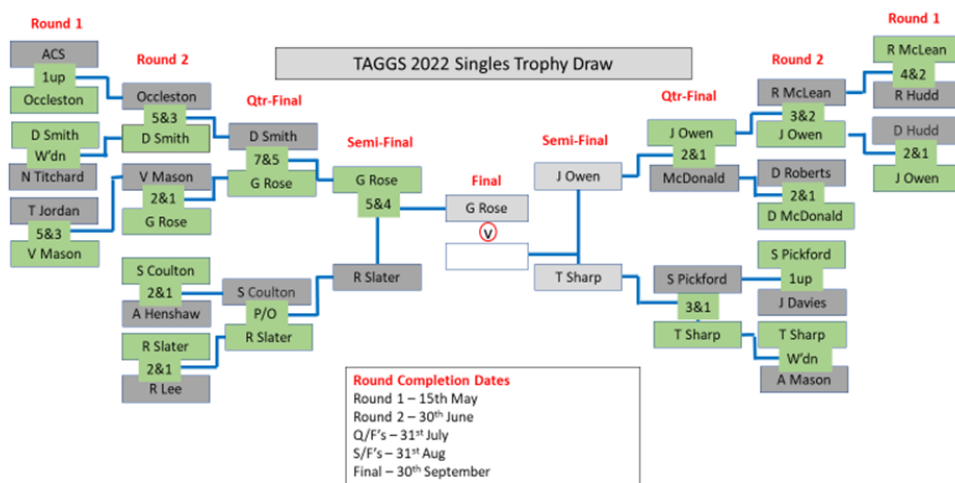 TAGGS 2022 Singles Trophy Draw
Round 1
ACS
1up
Occleston
D Smith
W'dn
N Titchard
T Jordan
5&3
V Mason
Round 2
Occleston
5&3
D Smith
V Mason
2&1
G Rose
S Coulton
2&1
A Henshaw
R Slater
2&1
R Lee
Qtr-Final
D Smith
7&5
G Rose
S Coulton
P/O
R Slater
Semi-Final
G Rose
5&4
R Slater
Final
G Rose
v
Semi-Final
J Owen
T Sharp
Qtr-Final
J Owen
2&1
McDonald
S Pickford
3&1
T Sharp
Round 2
R McLean
3&2
J Owen
D Roberts
2&1
D McDonald
S Pickford
1up
J Davies
T Sharp
W'dn
A Mason
Round 1
R McLean
4&2
R Hudd
D Hudd
2&1
J Owen
Round Completion Dates
Round 1 – 15th May
Round 2 – 30th June
Q/F's – 31st July
S/F's – 31st Aug
Final – 30th September